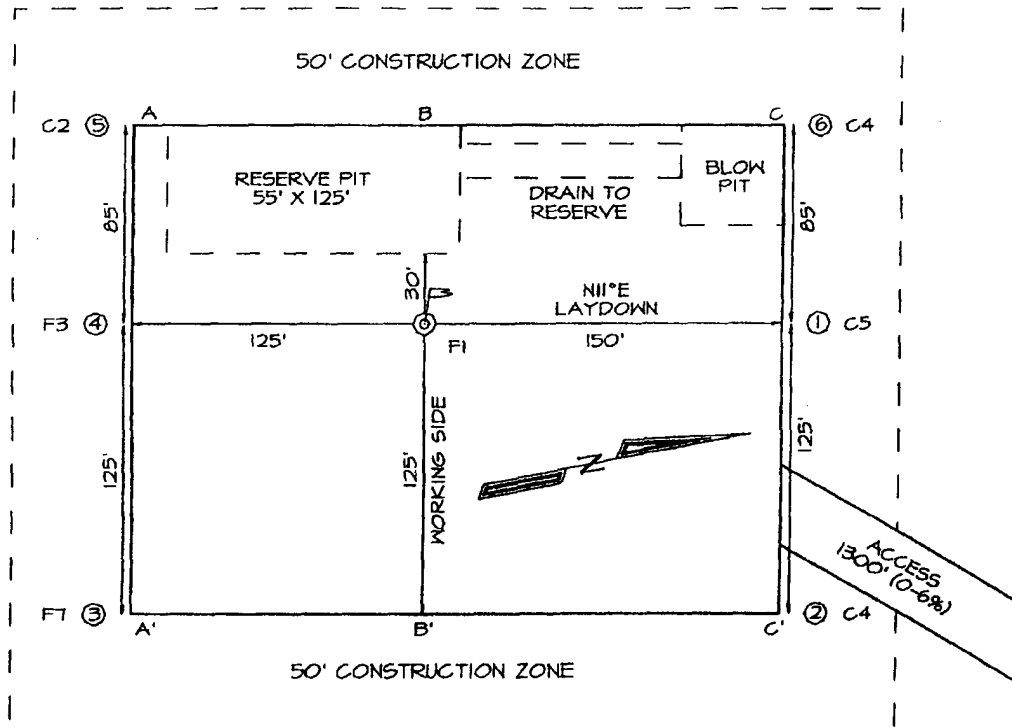 50' CONSTRUCTION ZONE
C2 ⑤ A
B
C ⑥ C4
RESERVE PIT
55' X 125'
DRAIN TO
RESERVE
BLOW
PIT
85'
85'
30'
N11°E
LAYDOWN
F3 ④
125'
F1
150'
① C5
125'
125'
WORKING SIDE
N
125'
ACCESS
1300' (0-6%)
F7 ③
A'
B'
C'
② C4
50' CONSTRUCTION ZONE